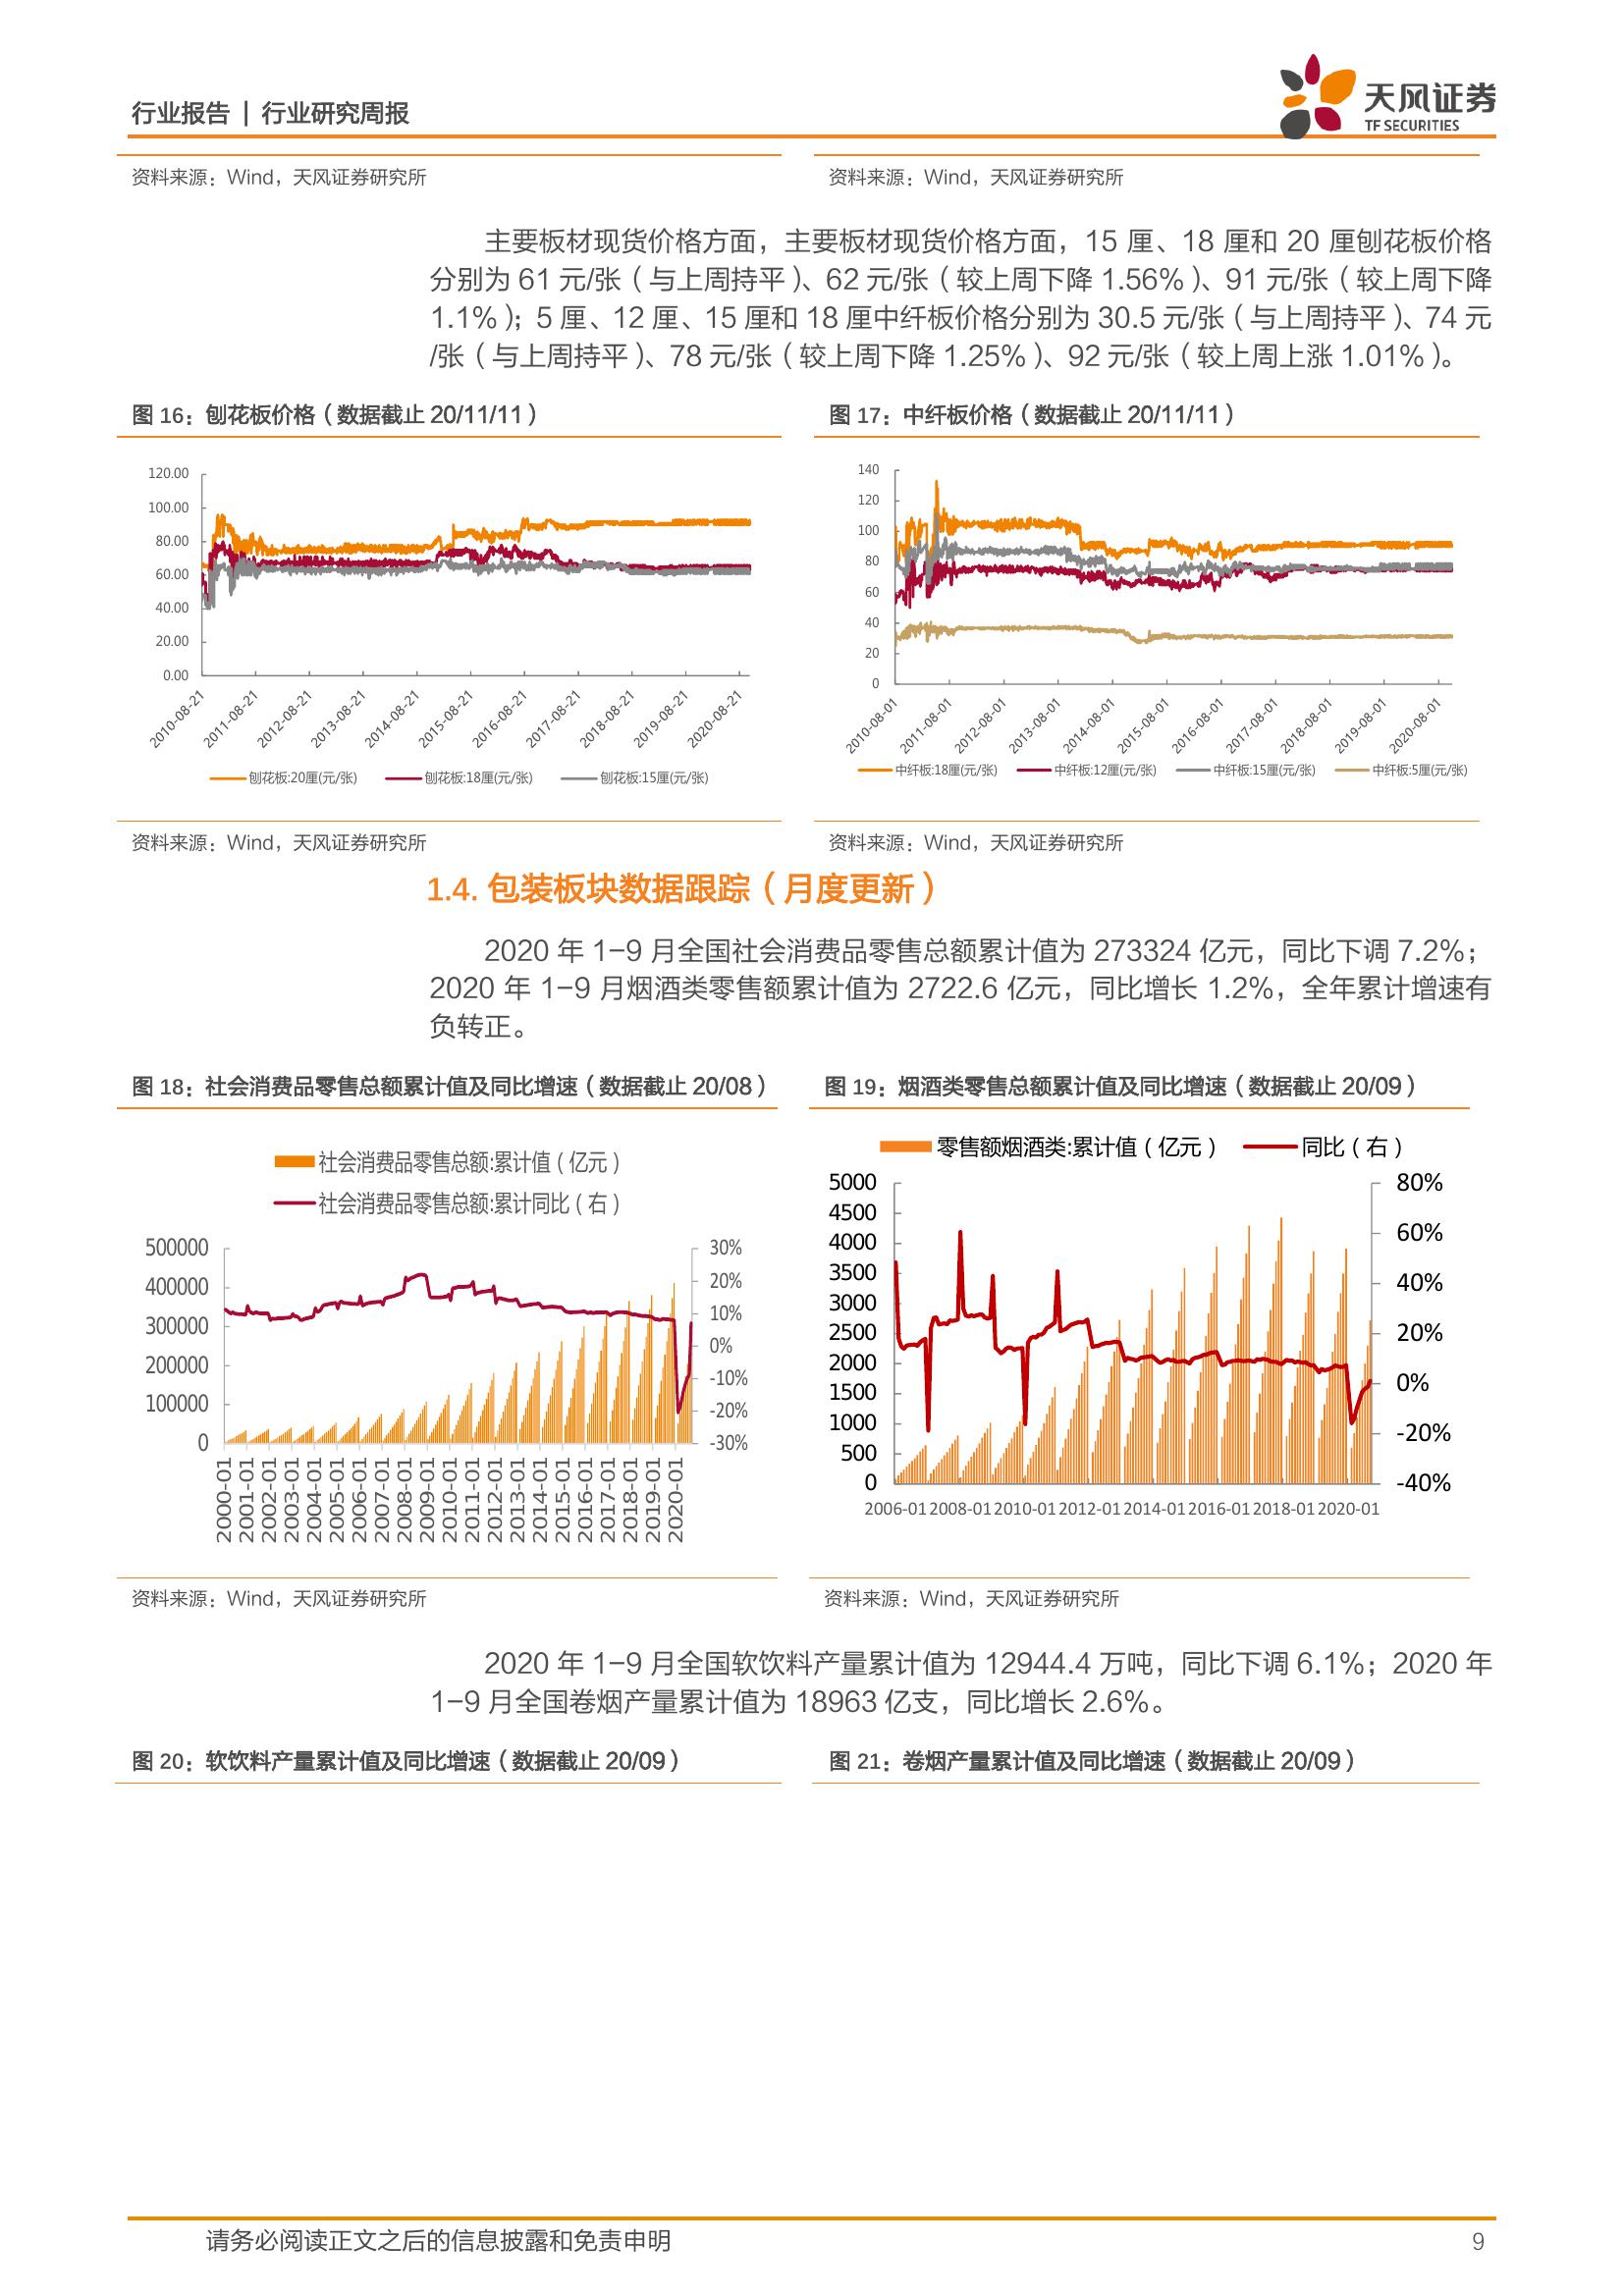 行业报告 | 行业研究周报
天风证券
TF SECURITIES
资料来源：Wind，天风证券研究所
资料来源：Wind，天风证券研究所
主要板材现货价格方面，主要板材现货价格方面，15 厘、18 厘和 20 厘刨花板价格
分别为 61 元/张（与上周持平）、62 元/张（较上周下降 1.56%）、91 元/张（较上周下降
1.1%）；5 厘、12 厘、15 厘和 18 厘中纤板价格分别为 30.5 元/张（与上周持平）、74 元
/张（与上周持平）、78 元/张（较上周下降 1.25%）、92 元/张（较上周上涨 1.01%）。
图 16：刨花板价格（数据截止 20/11/11）
120.00
100.00
80.00
60.00
40.00
20.00
0.00
2010-08-21
2011-08-21
2012-08-21
2013-08-21
2014-08-21
2015-08-21
2016-08-21
2017-08-21
2018-08-21
2019-08-21
2020-08-21
刨花板:20厘(元/张)
刨花板:18厘(元/张)
刨花板:15厘(元/张)
图 17：中纤板价格（数据截止 20/11/11）
140
120
100
80
60
40
20
0
2010-08-01
2011-08-01
2012-08-01
2013-08-01
2014-08-01
2015-08-01
2016-08-01
2017-08-01
2018-08-01
2019-08-01
2020-08-01
中纤板:18厘(元/张)
中纤板:12厘(元/张)
中纤板:15厘(元/张)
中纤板:5厘(元/张)
资料来源：Wind，天风证券研究所
资料来源：Wind，天风证券研究所
1.4. 包装板块数据跟踪（月度更新）
2020 年 1-9 月全国社会消费品零售总额累计值为 273324 亿元，同比下调 7.2%；
2020 年 1-9 月烟酒类零售额累计值为 2722.6 亿元，同比增长 1.2%，全年累计增速有
负转正。
图 18：社会消费品零售总额累计值及同比增速（数据截止 20/08）
社会消费品零售总额:累计值（亿元）
社会消费品零售总额:累计同比（右）
500000
400000
300000
200000
100000
0
30%
20%
10%
0%
-10%
-20%
-30%
2000-01
2001-01
2002-01
2003-01
2004-01
2005-01
2006-01
2007-01
2008-01
2009-01
2010-01
2011-01
2012-01
2013-01
2014-01
2015-01
2016-01
2017-01
2018-01
2019-01
2020-01
图 19：烟酒类零售总额累计值及同比增速（数据截止 20/09）
零售额烟酒类:累计值（亿元）
同比（右）
5000
4500
4000
3500
3000
2500
2000
1500
1000
500
0
80%
60%
40%
20%
0%
-20%
-40%
2006-01 2008-01 2010-01 2012-01 2014-01 2016-01 2018-01 2020-01
资料来源：Wind，天风证券研究所
资料来源：Wind，天风证券研究所
2020 年 1-9 月全国软饮料产量累计值为 12944.4 万吨，同比下调 6.1%；2020 年
1-9 月全国卷烟产量累计值为 18963 亿支，同比增长 2.6%。
图 20：软饮料产量累计值及同比增速（数据截止 20/09）
图 21：卷烟产量累计值及同比增速（数据截止 20/09）
请务必阅读正文之后的信息披露和免责申明
9